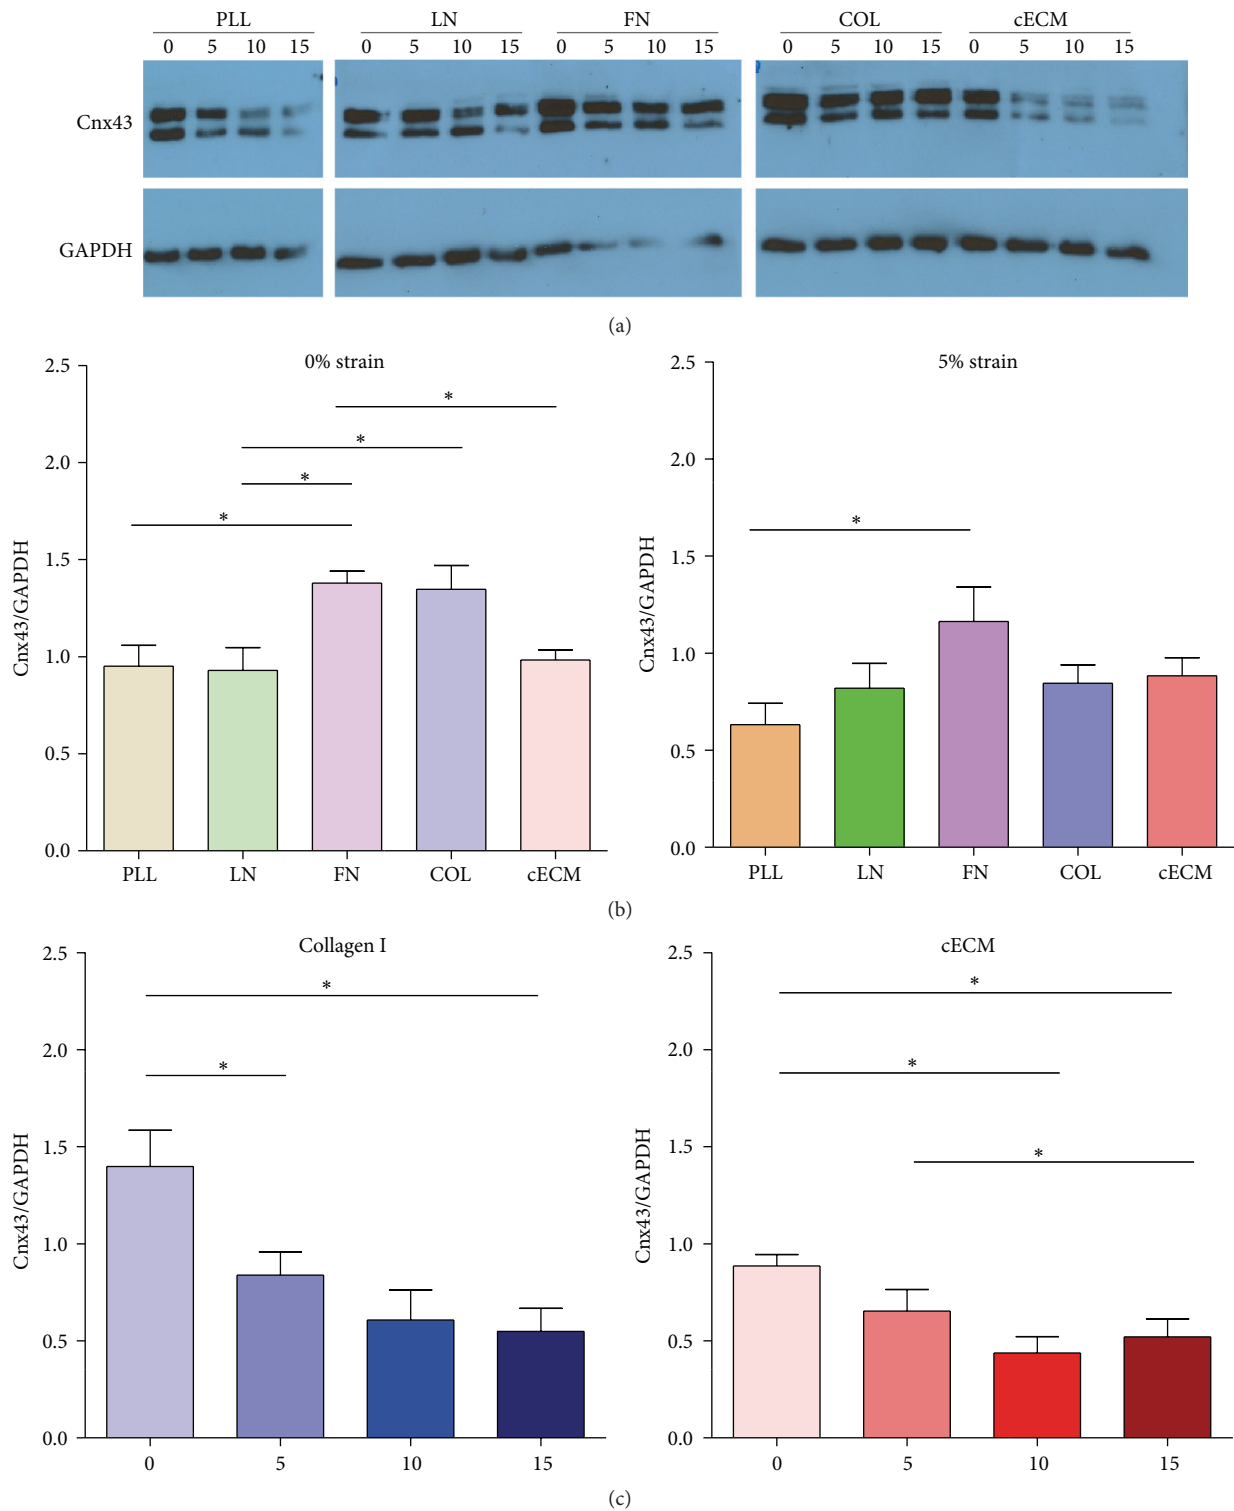 PLL LN FN COL cECM
0 5 10 15 0 5 10 15 0 5 10 15 0 5 10 15 0 5 10 15
Cnx43
GAPDH
(a)
0% strain
2.5
2.0
1.5
1.0
0.5
0.0
Cnx43/GAPDH
*
*
*
*
PLL LN FN COL cECM
5% strain
2.5
2.0
1.5
1.0
0.5
0.0
Cnx43/GAPDH
*
PLL LN FN COL cECM
(b)
Collagen I
2.5
2.0
1.5
1.0
0.5
0.0
Cnx43/GAPDH
*
*
0 5 10 15
cECM
2.5
2.0
1.5
1.0
0.5
0.0
Cnx43/GAPDH
*
*
*
0 5 10 15
(c)